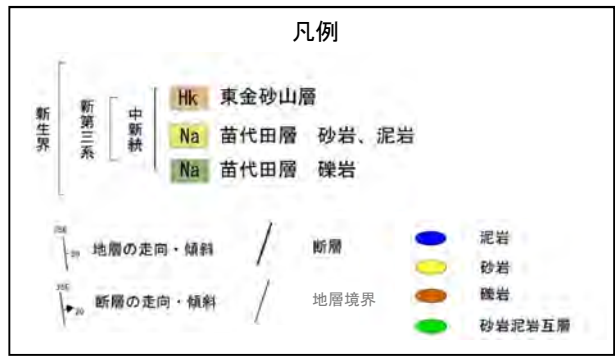 凡例
新生界
新第三系
中新統
Hk 東金砂山層
Na 苗代田層 砂岩、泥岩
Na 苗代田層 礫岩
地層の走向・傾斜
断層
断層の走向・傾斜
地層境界
泥岩
砂岩
礫岩
砂岩泥岩互層